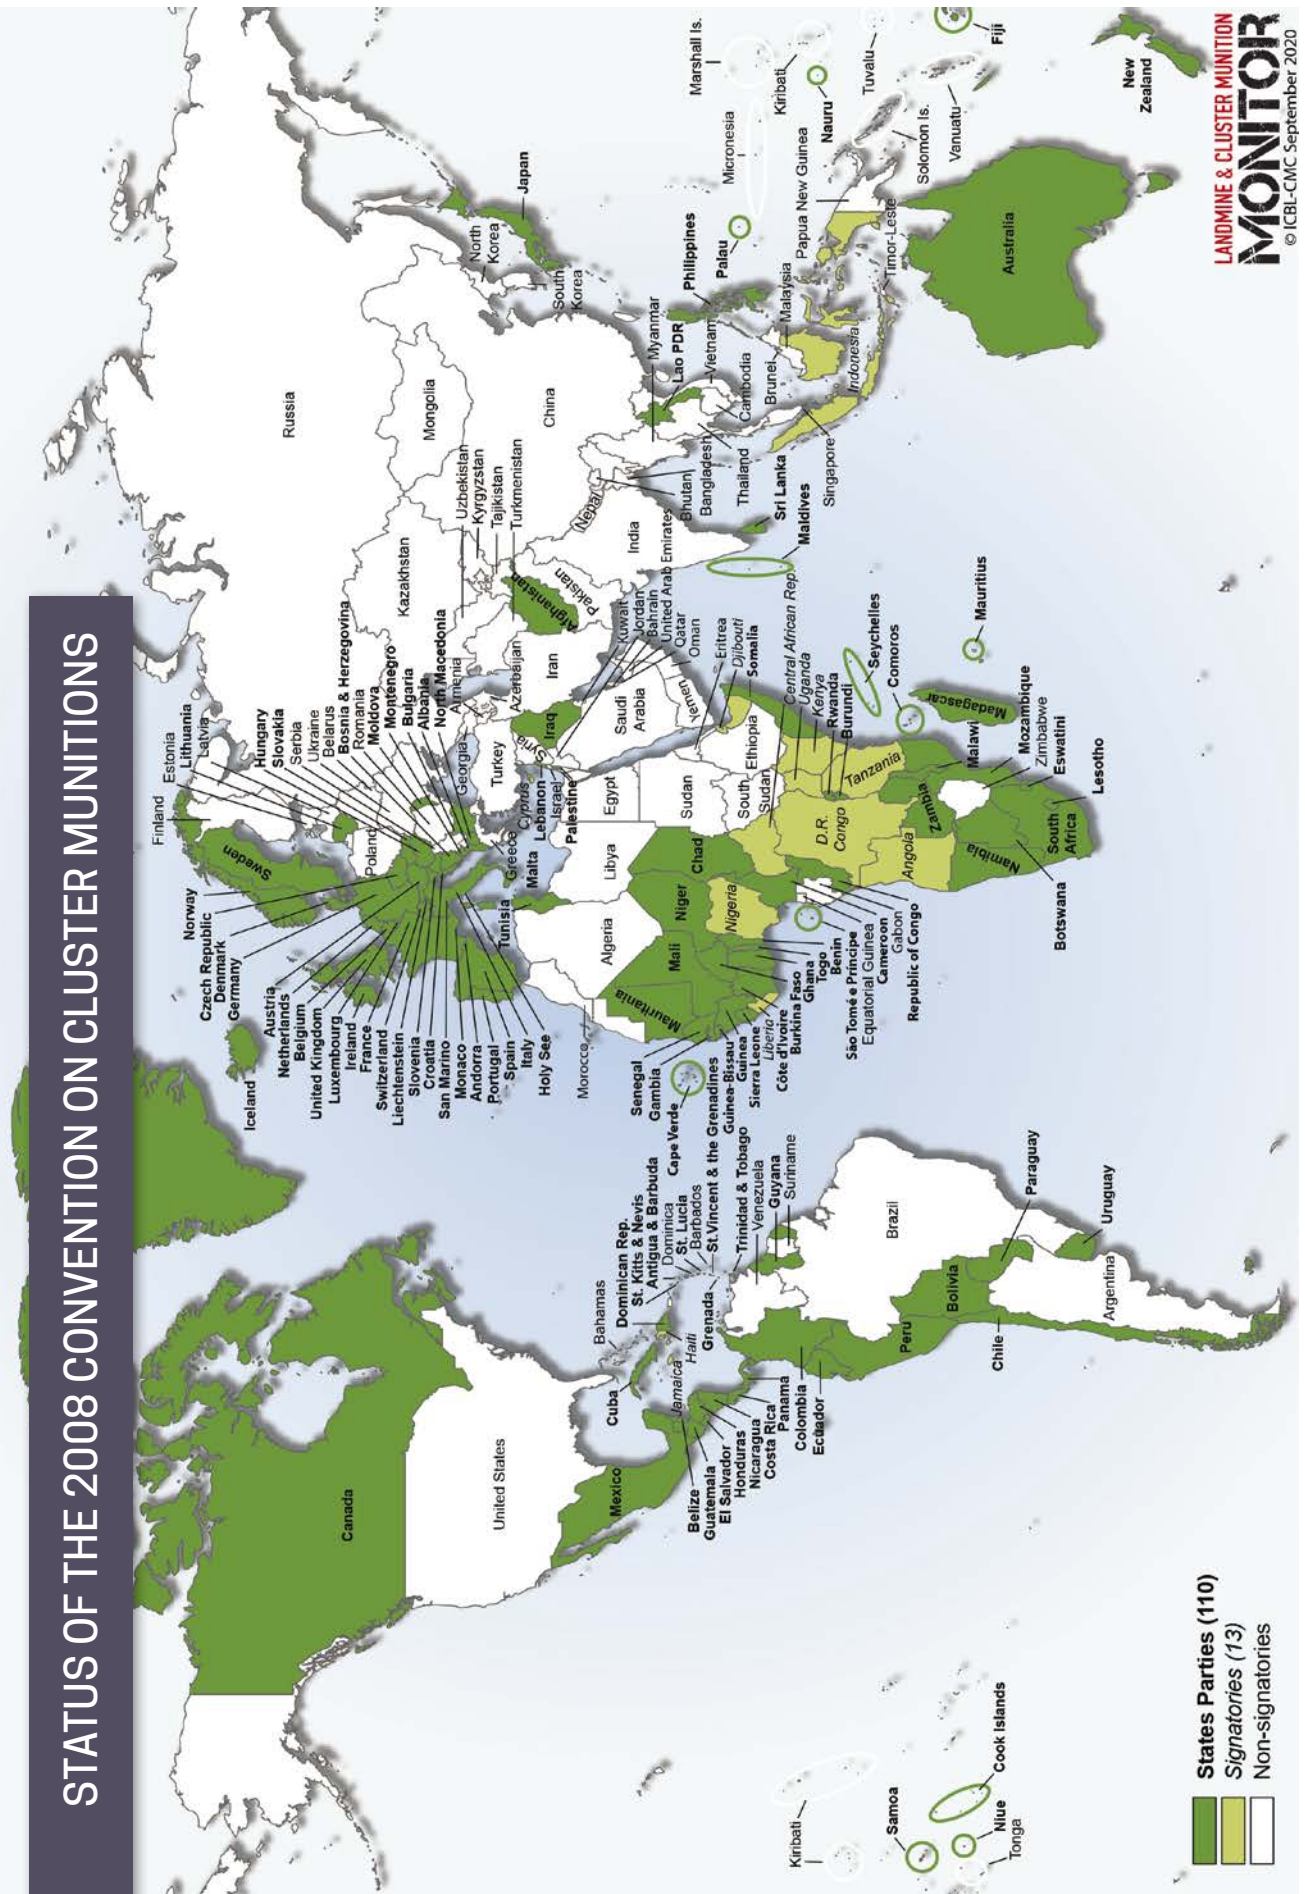 STATUS OF THE 2008 CONVENTION ON CLUSTER MUNITIONS
Canada
United States
Mexico
Cuba
Bahamas
Dominican Rep.
St. Kitts & Nevis
Antigua & Barbuda
Dominica
St. Lucia
Barbados
St. Vincent & the Grenadines
Trinidad & Tobago
Venezuela
Guyana
Suriname
Grenada
Haiti
Jamaica
Belize
Guatemala
El Salvador
Honduras
Nicaragua
Costa Rica
Panama
Colombia
Ecuador
Peru
Brazil
Bolivia
Chile
Paraguay
Uruguay
Argentina
Iceland
Norway
Czech Republic
Denmark
Germany
Austria
Netherlands
Belgium
United Kingdom
Luxembourg
Ireland
France
Switzerland
Liechtenstein
Slovenia
Croatia
San Marino
Monaco
Andorra
Portugal
Spain
Italy
Holy See
Sweden
Finland
Estonia
Lithuania
Latvia
Poland
Hungary
Slovakia
Serbia
Ukraine
Belarus
Bosnia & Herzegovina
Romania
Moldova
Montenegro
Bulgaria
Albania
North Macedonia
Armenia
Georgia
Azerbaijan
Turkey
Greece
Malta
Tunisia
Cyprus
Lebanon
Israel
Palestine
Syria
Iraq
Iran
Kuwait
Jordan
Bahrain
United Arab Emirates
Qatar
Oman
Saudi
Arabia
Yemen
Russia
Kazakhstan
Mongolia
China
Uzbekistan
Kyrgyzstan
Tajikistan
Turkmenistan
Afghanistan
Pakistan
Nepal
India
Bhutan
Bangladesh
Sri Lanka
Maldives
North
Korea
South
Korea
Japan
Myanmar
Lao PDR
Vietnam
Cambodia
Thailand
Philippines
Palau
Brunei
Malaysia
Singapore
Indonesia
Timor-Leste
Papua New Guinea
Micronesia
Marshall Is.
Kiribati
Nauru
Tuvalu
Solomon Is.
Vanuatu
Fiji
Australia
New
Zealand
Morocco
Algeria
Libya
Egypt
Mauritania
Mali
Niger
Chad
Sudan
South
Sudan
Eritrea
Djibouti
Somalia
Ethiopia
Central African Rep.
Uganda
Kenya
Rwanda
Burundi
Senegal
Gambia
Cape Verde
Guinea-Bissau
Guinea
Sierra Leone
Liberia
Côte d'Ivoire
Burkina Faso
Ghana
Togo
Benin
Nigeria
São Tomé e Príncipe
Equatorial Guinea
Cameroon
Gabon
Republic of Congo
D.R.
Congo
Tanzania
Angola
Zambia
Malawi
Mozambique
Zimbabwe
Eswatini
Lesotho
South
Africa
Namibia
Botswana
Madagascar
Seychelles
Comoros
Mauritius
Kiribati
Samoa
Cook Islands
Niue
Tonga
States Parties (110)
Signatories (13)
Non-signatories
LANDMINE & CLUSTER MUNITION
MONITOR
© ICBL-CMC September 2020